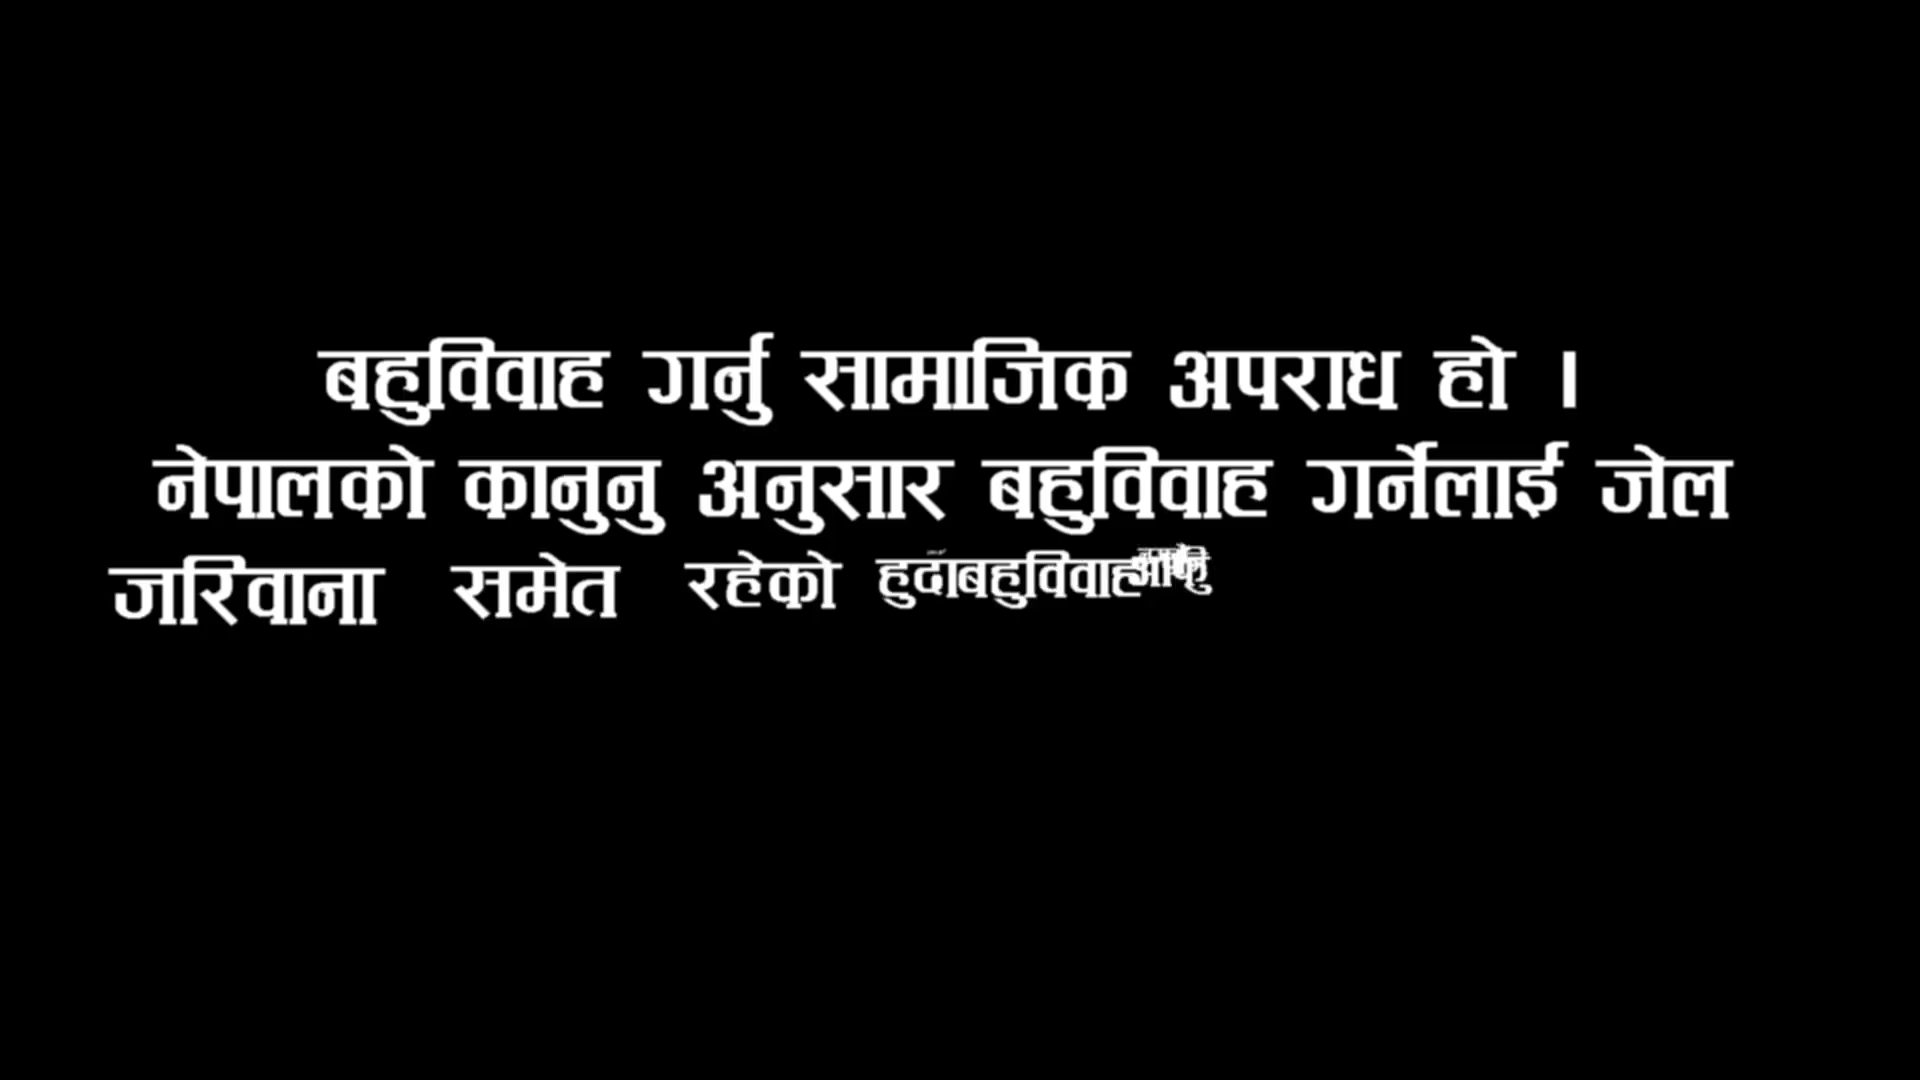 बहुविवाह गर्नु सामाजिक अपराध हो ।
नेपालको कानुनु अनुसार बहुविवाह गर्नेलाई जेल
जरिवाना समेत रहेको हुदाँबहुविवाह